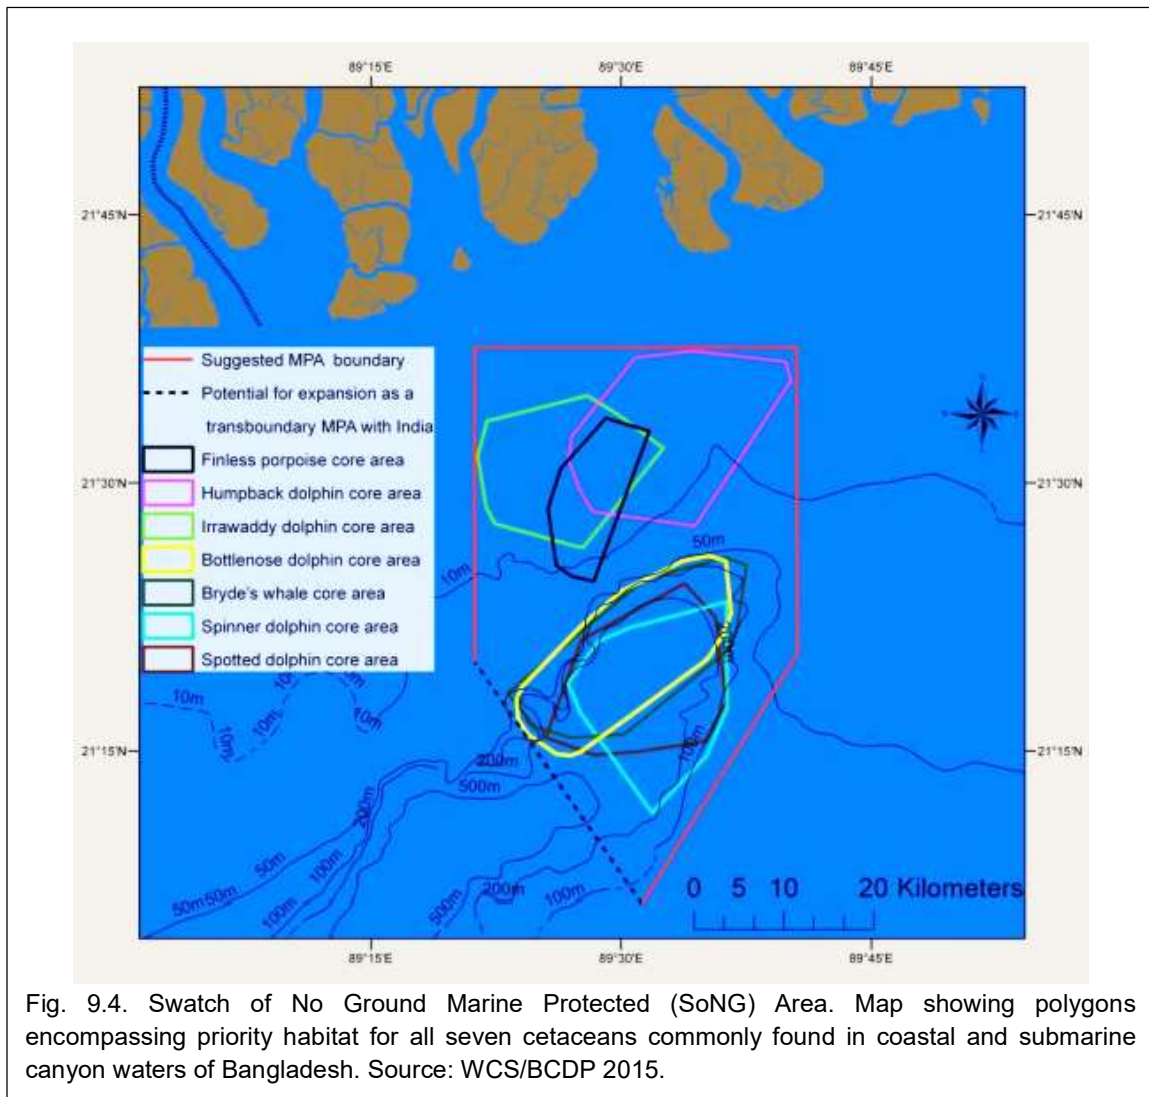 89°15'E 89°30'E 89°45'E
21°45'N 21°45'N
Suggested MPA boundary
Potential for expansion as a
transboundary MPA with India
Finless porpoise core area
Humpback dolphin core area
Irrawaddy dolphin core area
Bottlenose dolphin core area
Bryde's whale core area
Spinner dolphin core area
Spotted dolphin core area
21°30'N 21°30'N
50m
10m
10m 10m 10m 10m 10m
100m
21°15'N 21°15'N
200m
500m
200m
50m
100m
50m50m
100m
500m
200m
100m
0 5 10 20 Kilometers
89°15'E 89°30'E 89°45'E
Fig. 9.4. Swatch of No Ground Marine Protected (SoNG) Area. Map showing polygons
encompassing priority habitat for all seven cetaceans commonly found in coastal and submarine
canyon waters of Bangladesh. Source: WCS/BCDP 2015.